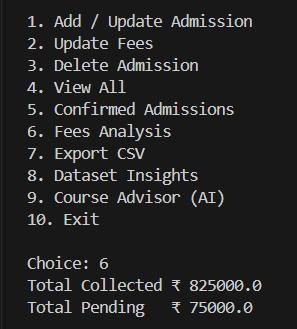 1. Add / Update Admission
2. Update Fees
3. Delete Admission
4. View All
5. Confirmed Admissions
6. Fees Analysis
7. Export CSV
8. Dataset Insights
9. Course Advisor (AI)
10. Exit
Choice: 6
Total Collected ₹ 825000.0
Total Pending   ₹ 75000.0